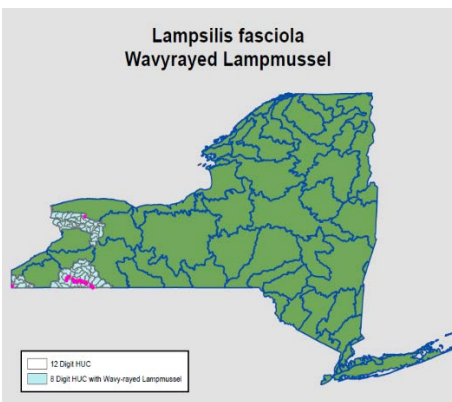 Lampsilis fasciola
Wavyrayed Lampmussel
12 Digit HUC
8 Digit HUC with Wavy-rayed Lampmussel